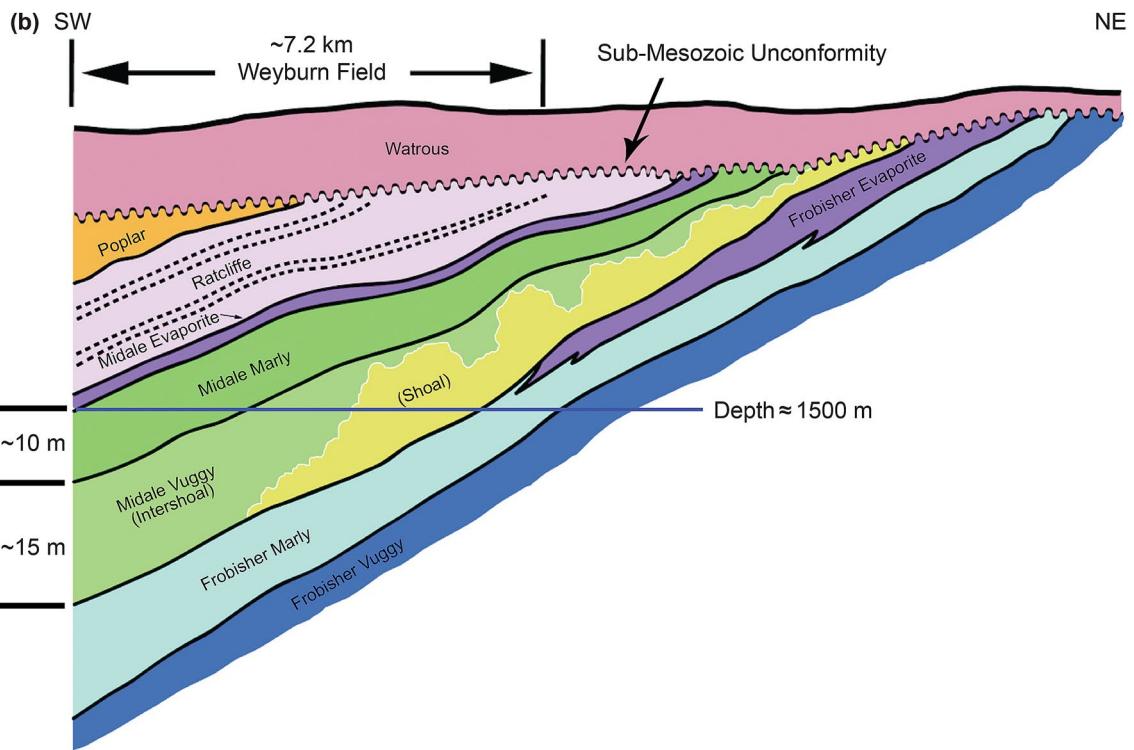 (b) SW
NE
~7.2 km
Weyburn Field
Sub-Mesozoic Unconformity
Watrous
Poplar
Ratcliffe
Midale Evaporite
Frobisher Evaporite
Midale Marly
(Shoal)
Depth ≈ 1500 m
~10 m
Midale Vuggy
(Intershoal)
~15 m
Frobisher Marly
Frobisher Vuggy